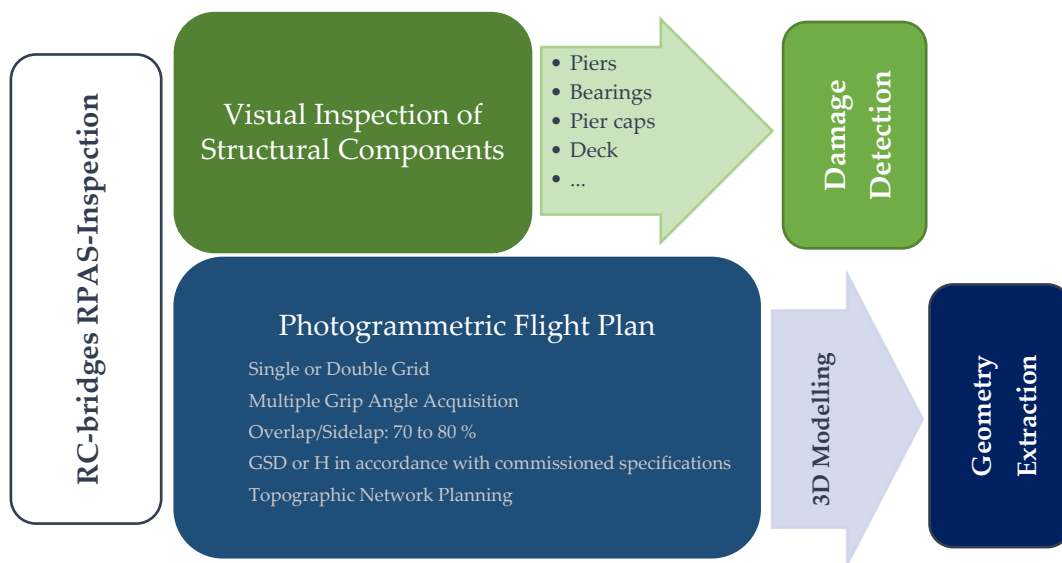 RC-bridges RPAS-Inspection
Visual Inspection of
Structural Components
• Piers
• Bearings
• Pier caps
• Deck
• ...
Damage
Detection
Photogrammetric Flight Plan
Single or Double Grid
Multiple Grip Angle Acquisition
Overlap/Sidelap: 70 to 80 %
GSD or H in accordance with commissioned specifications
Topographic Network Planning
3D Modelling
Geometry
Extraction